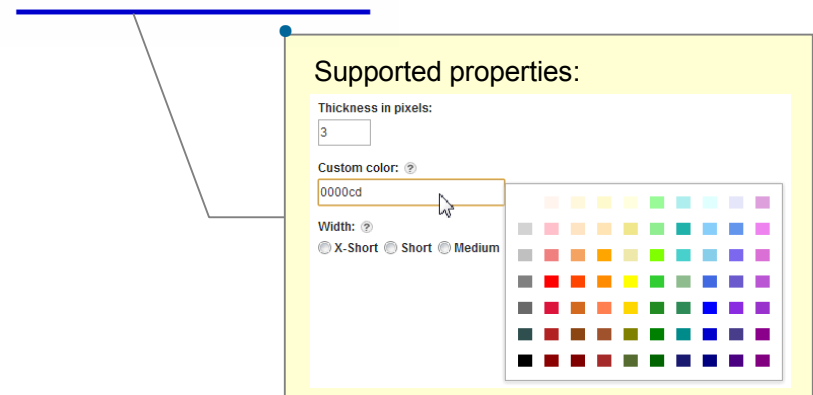 Supported properties:
Thickness in pixels:
3
Custom color: ?
0000cd
Width: ?
X-Short Short Medium